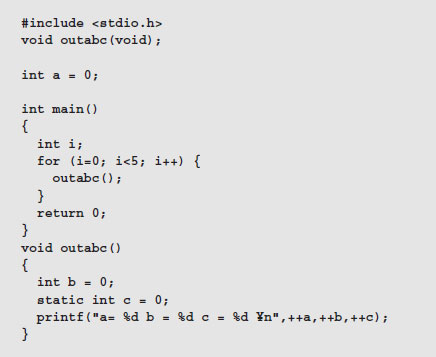 #include <stdio.h>
void outabc(void);

int a = 0;

int main()
{
  int i;
  for (i=0; i<5; i++) {
    outabc();
  }
  return 0;
}
void outabc()
{
  int b = 0;
  static int c = 0;
  printf("a= %d b = %d c = %d ¥n",++a,++b,++c);
}